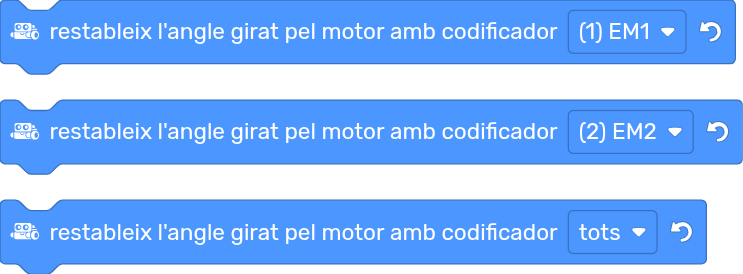 restableix l'angle girat pel motor amb codificador (1) EM1
restableix l'angle girat pel motor amb codificador (2) EM2
restableix l'angle girat pel motor amb codificador tots